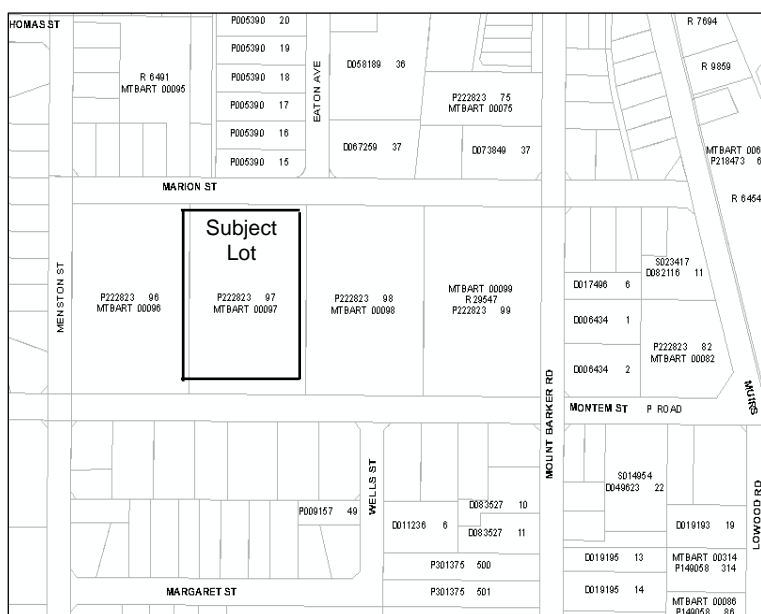 HOMAS ST
P005390 20
P005390 19
P005390 18
P005390 17
P005390 16
P005390 15
R 6491
MTBART 00095
EATON AVE
D058189 36
P222823 75
MTBART 00075
D067259 37
D073849 37
R 7694
R 9859
MTBART 006
P218473 6
R 6454
MARION ST
MENSTON ST
Subject
Lot
P222823 96
MTBART 00096
P222823 97
MTBART 00097
P222823 98
MTBART 00098
MTBART 00099
R 29547
P222823 99
S023417
D082116 11
D017496 6
D006434 1
D006434 2
P222823 82
MTBART 00082
MOUNT BARKER RD
MUIRS
MONTEM ST P ROAD
WELLS ST
P009157 49
D011236 6
D083527 10
D083527 11
S014954
D049623 22
D019193 19
LOWOOD RD
P301375 500
P301375 501
D019195 13
D019195 14
MTBART 00314
P149058 314
MTBART 00086
P149058 86
MARGARET ST